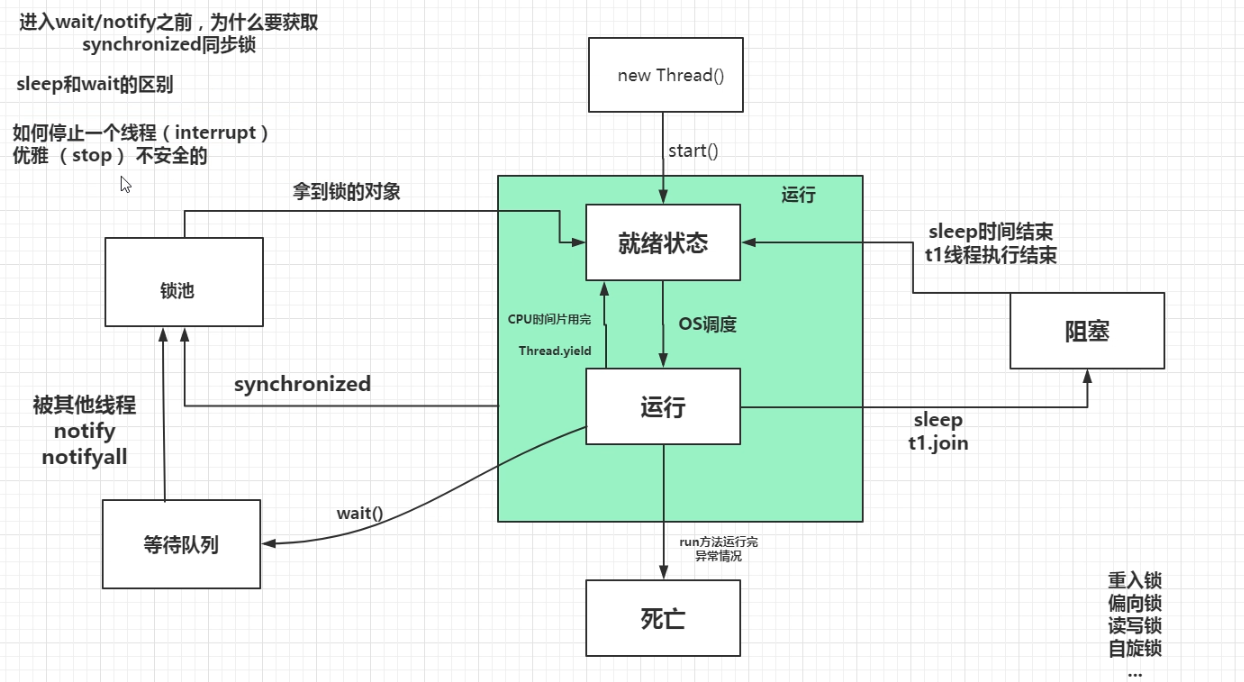 进入wait/notify之前，为什么要获取
synchronized同步锁
sleep和wait的区别
如何停止一个线程（interrupt）
优雅 （stop） 不安全的
new Thread()
start()
运行
拿到锁的对象
就绪状态
sleep时间结束
t1线程执行结束
锁池
CPU时间片用完
OS调度
阻塞
Thread.yield
synchronized
运行
被其他线程
notify
notifyall
sleep
t1.join
wait()
等待队列
run方法运行完
异常情况
死亡
重入锁
偏向锁
读写锁
自旋锁
...